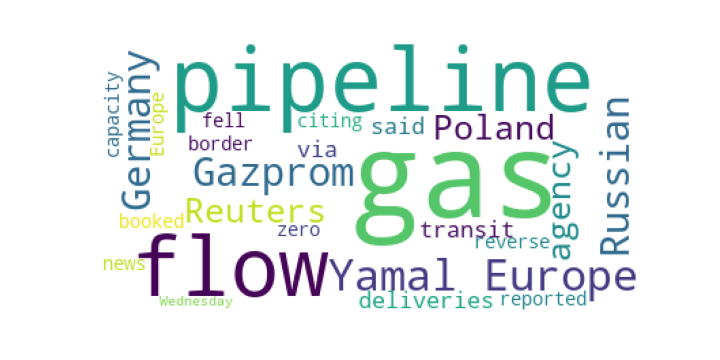 pipeline
capacity
Germany
Europe
fell
citing
said
Poland
border
via
Gazprom
gas
agency
Russian
Reuters
booked
zero
transit
reverse
flow
news
Yamal Europe
Wednesday
deliveries
reported